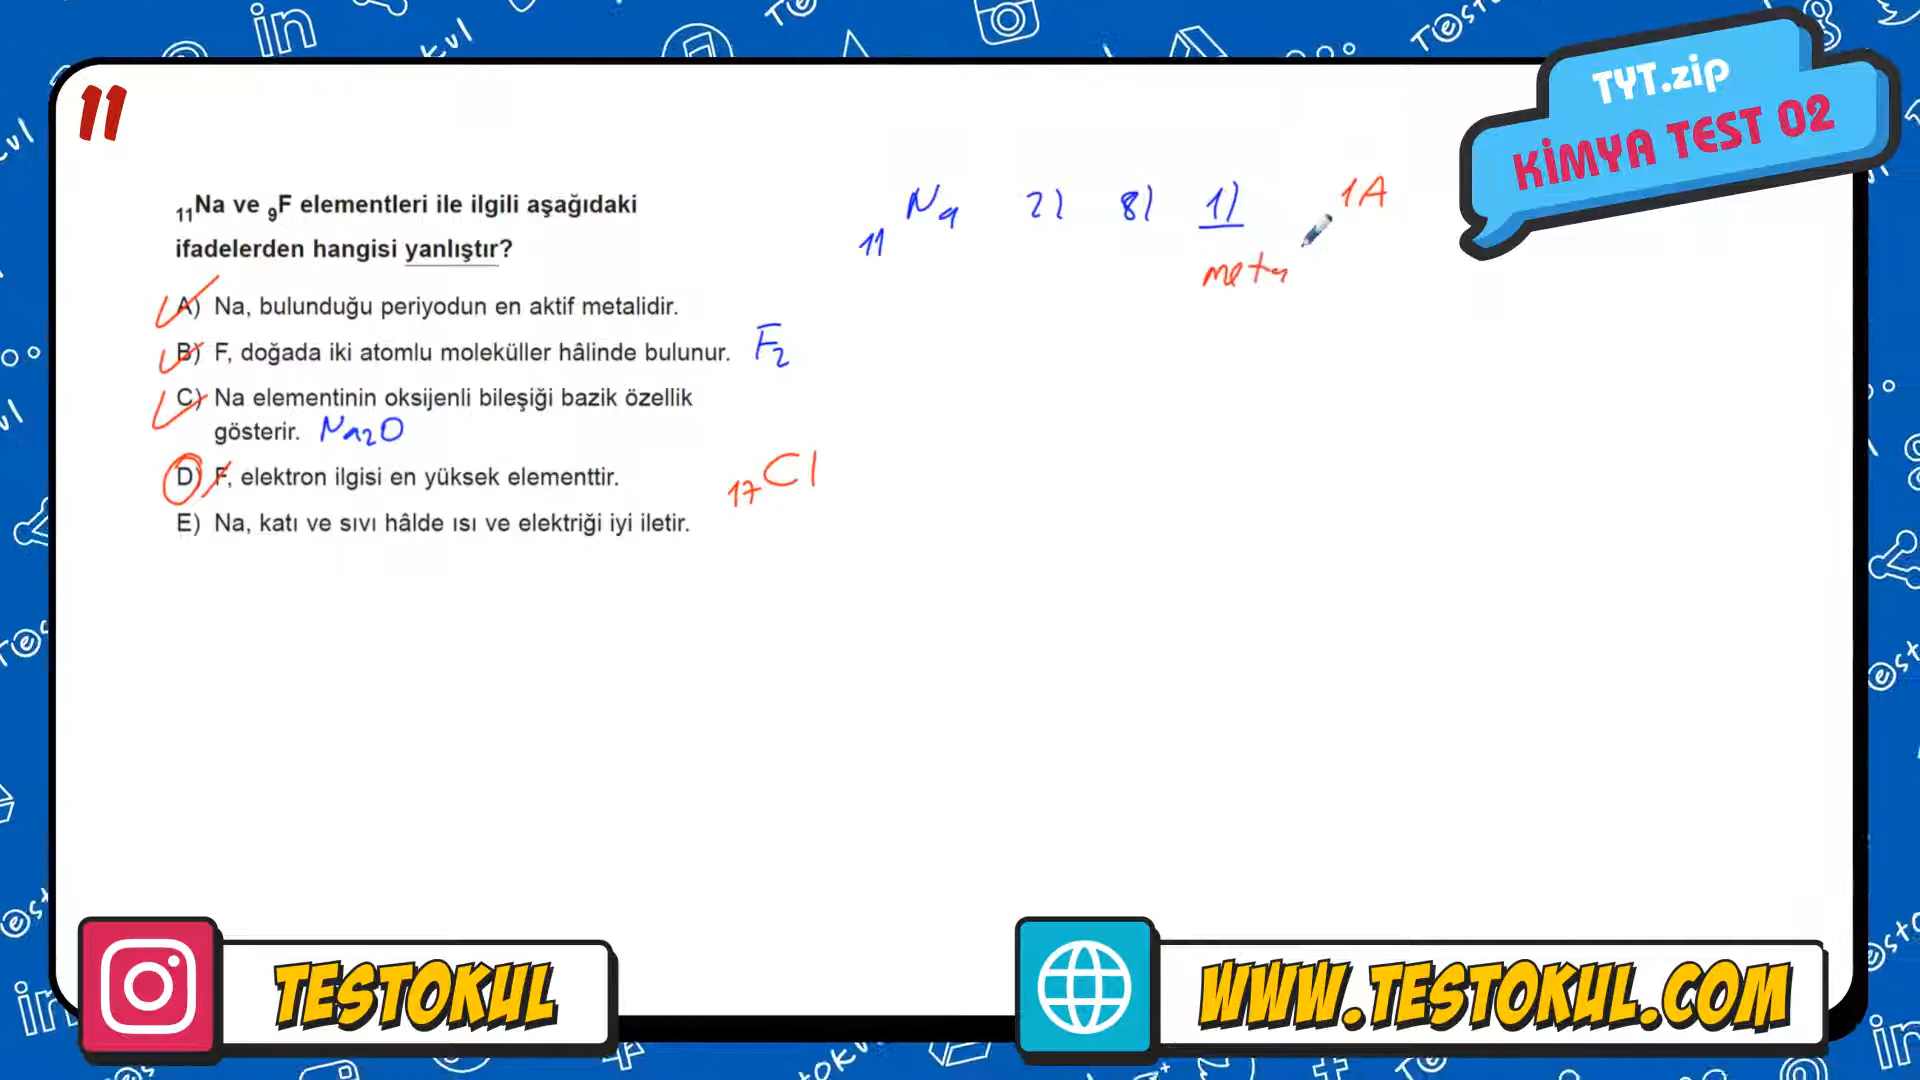 11
TYT.zip
KİMYA TEST 02
₁₁Na ve ₉F elementleri ile ilgili aşağıdaki
ifadelerden hangisi yanlıştır?
A) Na, bulunduğu periyodun en aktif metalidir.
B) F, doğada iki atomlu moleküller hâlinde bulunur. F₂
C) Na elementinin oksijenli bileşiği bazik özellik
gösterir. Na₂O
D) F, elektron ilgisi en yüksek elementtir. ₁₇Cl
E) Na, katı ve sıvı hâlde ısı ve elektriği iyi iletir.
₁₁Na 2) 8) 1) 1A
TESTOKUL
WWW.TESTOKUL.COM